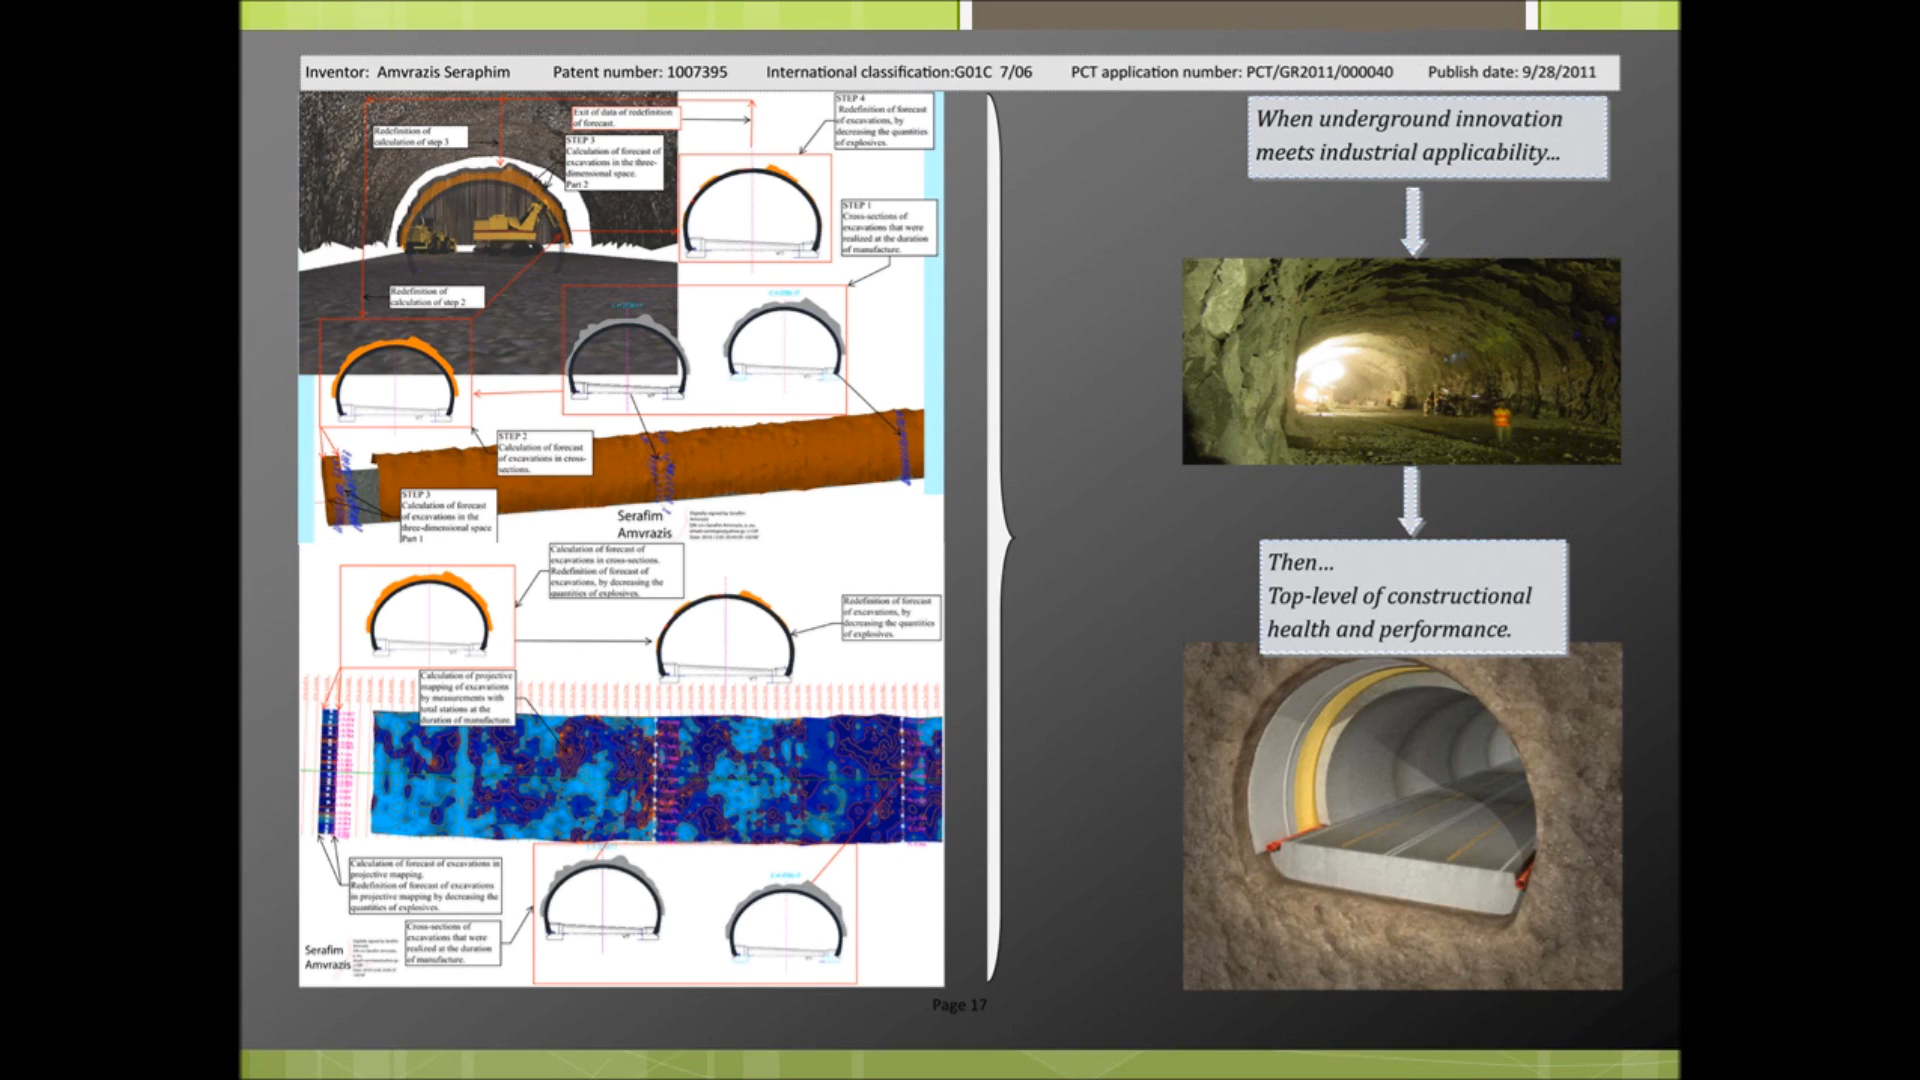 Inventor: Amvrazis Seraphim Patent number: 1007395 International classification:G01C 7/06 PCT application number: PCT/GR2011/000040 Publish date: 9/28/2011
Redefinition of
calculation of step 3
Exit of data of redefinition
of forecast.
STEP 3
Calculation of forecast of
excavations in the three-
dimensional space.
Part 2
STEP 4
Redefinition of forecast
of excavations, by
decreasing the quantities
of explosives.
STEP 1
Cross-sections of
excavations that were
realized at the duration
of manufacture.
Redefinition of
calculation of step 2
STEP 2
Calculation of forecast
of excavations in cross-
sections.
STEP 3
Calculation of forecast
of excavations in the
three-dimensional space
Part 1
Serafim
Amvrazis
Calculation of forecast of
excavations in cross-sections.
Redefinition of forecast of
excavations, by decreasing the
quantities of explosives.
Redefinition of forecast
of excavations, by
decreasing the quantities
of explosives.
Calculation of projective
mapping of excavations
by measurements with
total stations at the
duration of manufacture.
Calculation of forecast of excavations in
projective mapping.
Redefinition of forecast of excavations
in projective mapping by decreasing the
quantities of explosives.
Cross-sections of
excavations that were
realized at the duration
of manufacture.
Serafim
Amvrazis
When underground innovation
meets industrial applicability...
Then...
Top-level of constructional
health and performance.
Page 17